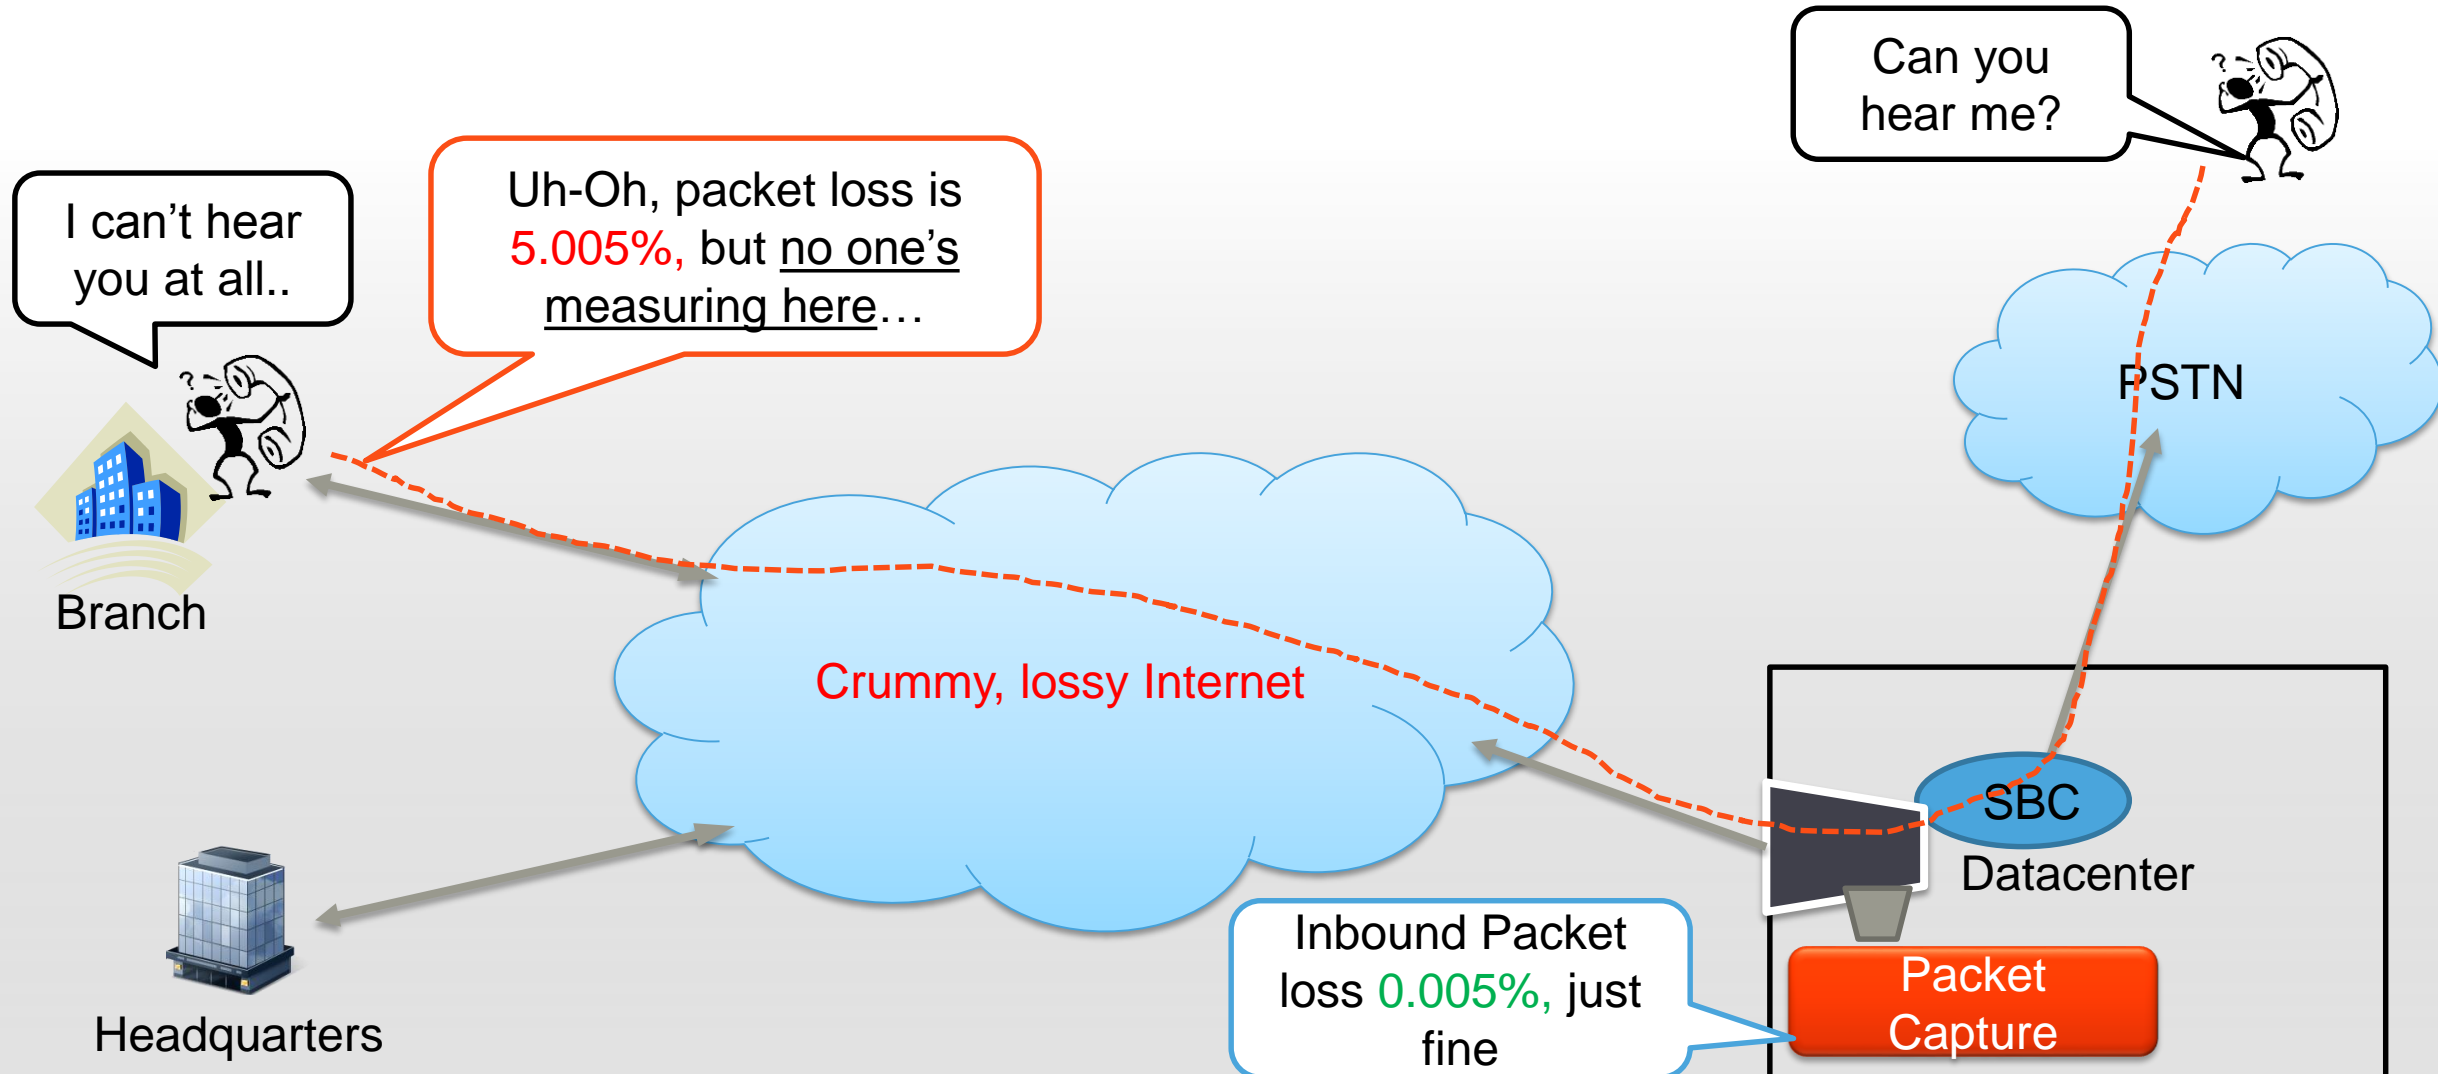 Can you
hear me?
Uh-Oh, packet loss is
5.005%, but no one’s
measuring here…
I can’t hear
you at all..
PSTN
Branch
Crummy, lossy Internet
SBC
Datacenter
Inbound Packet
loss 0.005%, just
fine
Packet
Capture
Headquarters